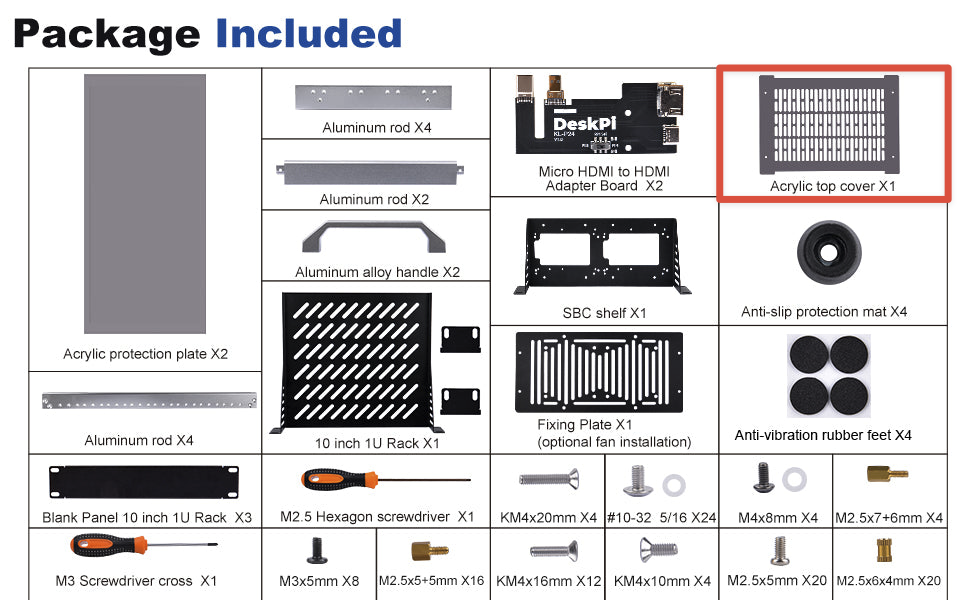 Package Included
Aluminum rod X4
DeskPi
KL-P24
Micro HDMI to HDMI
Adapter Board X2
Acrylic top cover X1
Aluminum rod X2
Aluminum alloy handle X2
SBC shelf X1
Anti-slip protection mat X4
Acrylic protection plate X2
Aluminum rod X4
10 inch 1U Rack X1
Fixing Plate X1
(optional fan installation)
Anti-vibration rubber feet X4
Blank Panel 10 inch 1U Rack X3
M2.5 Hexagon screwdriver X1
KM4x20mm X4
#10-32 5/16 X24
M4x8mm X4
M2.5x7+6mm X4
M3 Screwdriver cross X1
M3x5mm X8
M2.5x5+5mm X16
KM4x16mm X12
KM4x10mm X4
M2.5x5mm X20
M2.5x6x4mm X20